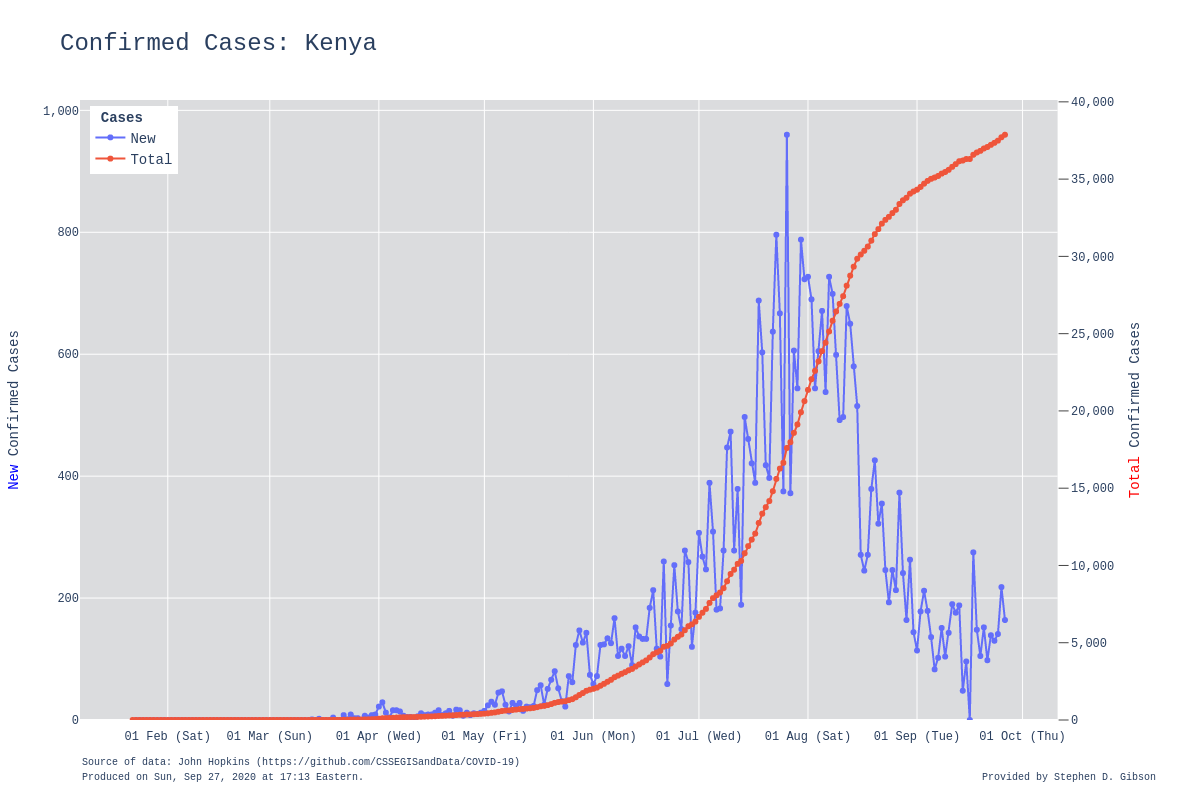 Confirmed Cases: Kenya
Cases
New
Total
1,000
800
600
400
200
0
40,000
35,000
30,000
25,000
20,000
15,000
10,000
5,000
0
New Confirmed Cases
Total Confirmed Cases
01 Feb (Sat) 01 Mar (Sun) 01 Apr (Wed) 01 May (Fri) 01 Jun (Mon) 01 Jul (Wed) 01 Aug (Sat) 01 Sep (Tue) 01 Oct (Thu)
Source of data: John Hopkins (https://github.com/CSSEGISandData/COVID-19)
Produced on Sun, Sep 27, 2020 at 17:13 Eastern.
Provided by Stephen D. Gibson